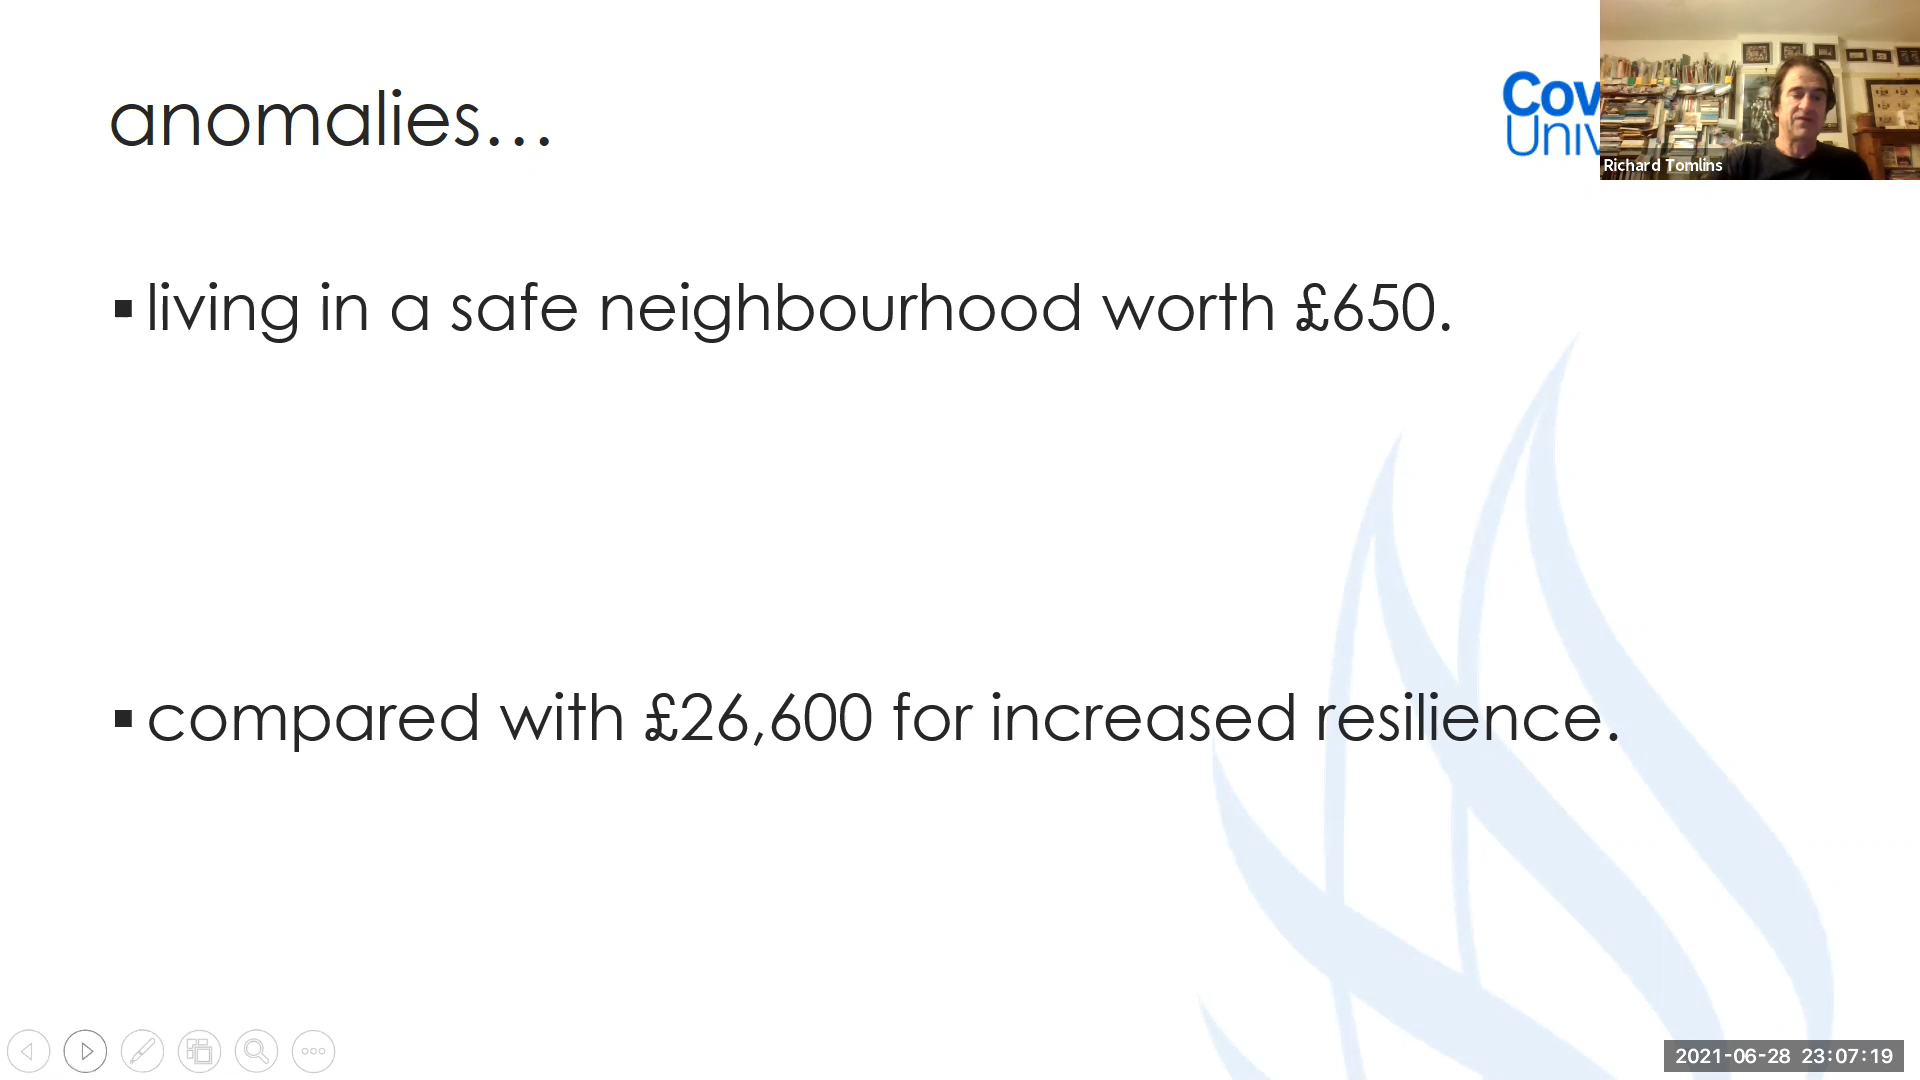 anomalies...
Cov
Univ
Richard Tomlins
▪ living in a safe neighbourhood worth £650.
▪ compared with £26,600 for increased resilience.
2021-06-28 23:07:19